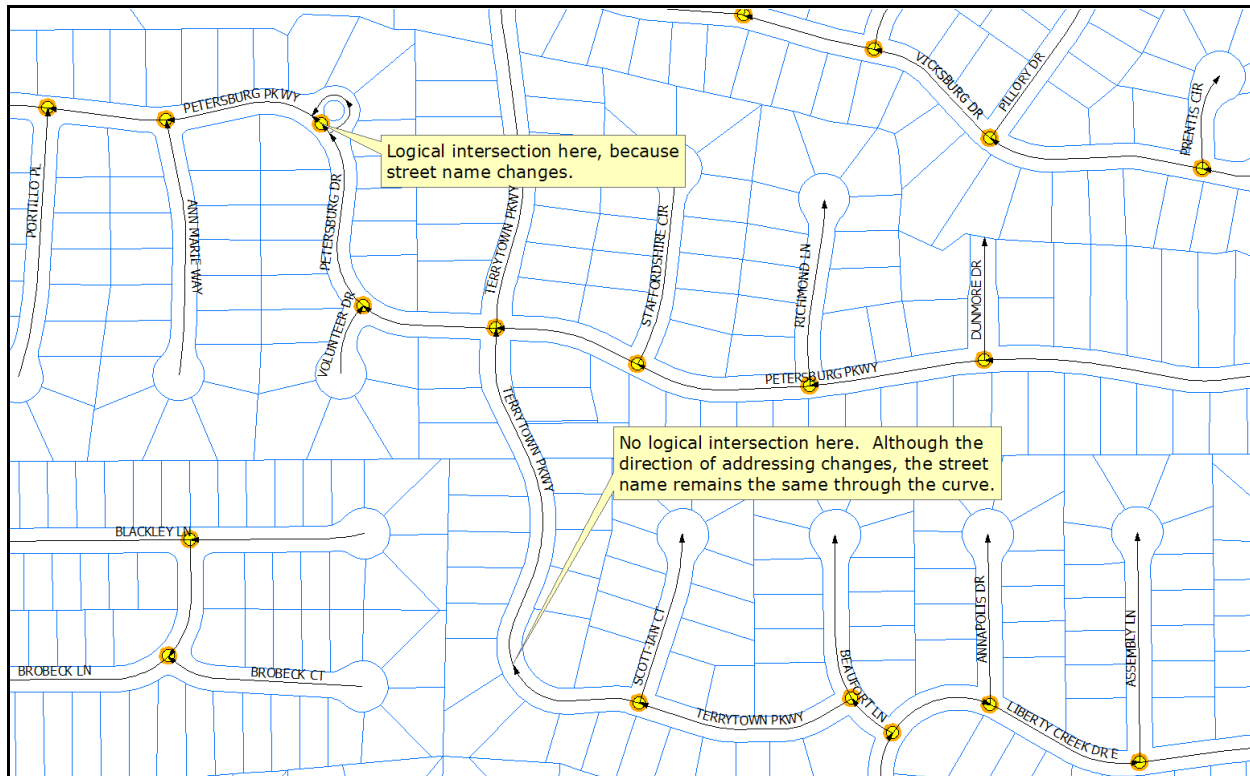 VICKSBURG DR
PILLORY DR
PRENTIS CIR
PETERSBURG PKWY
Logical intersection here, because
street name changes.
PORTILLO PL
ANN MARIE WAY
PETERSBURG DR
TERRYTOWN PKWY
STAFFORDSHIRE CIR
RICHMOND LN
DUNMORE DR
VOLUNTEER DR
PETERSBURG PKWY
TERRYTOWN PKWY
No logical intersection here.  Although the
direction of addressing changes, the street
name remains the same through the curve.
BLACKLEY LN
BROBECK LN
BROBECK CT
SCOTT-IAN CT
TERRYTOWN PKWY
BEAUFORT LN
ANNAPOLIS DR
LIBERTY CREEK DR E
ASSEMBLY LN